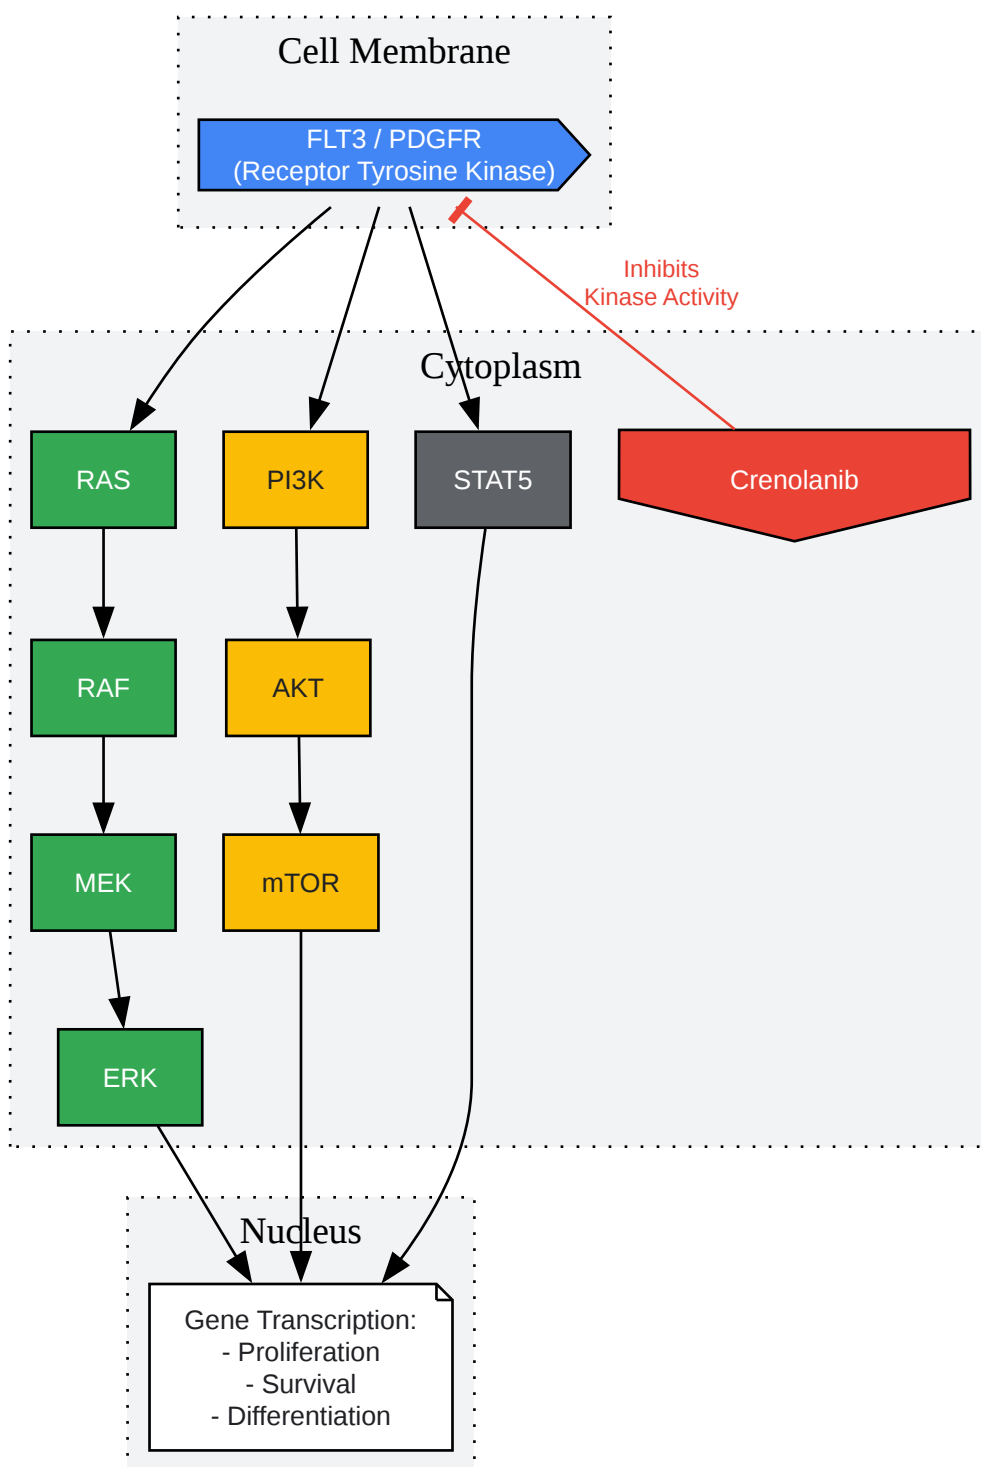 Cell Membrane
FLT3 / PDGFR
(Receptor Tyrosine Kinase)
Inhibits
Kinase Activity
Cytoplasm
RAS
PI3K
STAT5
Crenolanib
RAF
AKT
MEK
mTOR
ERK
Nucleus
Gene Transcription:
- Proliferation
- Survival
- Differentiation